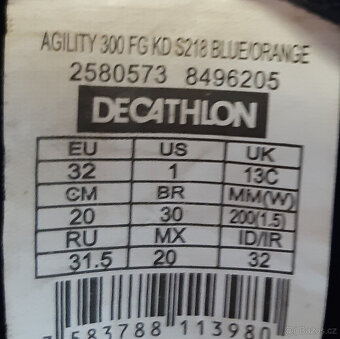 AGILITY 300 FG KD S218 BLUE/ORANGE
2580573 8496205
DECATHLON
EU US UK
32 1 13C
CM BR MM(W)
20 30 200(1.5)
RU MX ID/IR
31.5 20 32
583788 113980